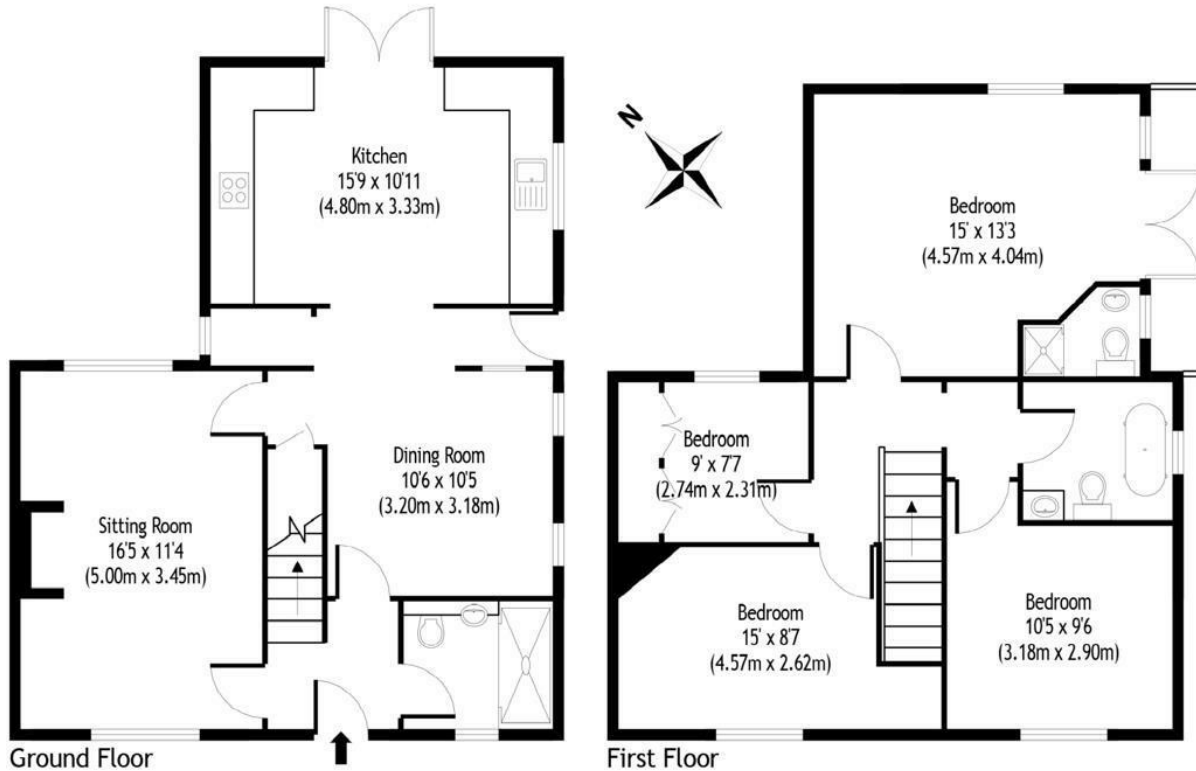 Kitchen
15'9 x 10'11
(4.80m x 3.33m)
Dining Room
10'6 x 10'5
(3.20m x 3.18m)
Sitting Room
16'5 x 11'4
(5.00m x 3.45m)
Ground Floor
N
Bedroom
15' x 13'3
(4.57m x 4.04m)
Bedroom
9' x 7'7
(2.74m x 2.31m)
Bedroom
15' x 8'7
(4.57m x 2.62m)
Bedroom
10'5 x 9'6
(3.18m x 2.90m)
First Floor